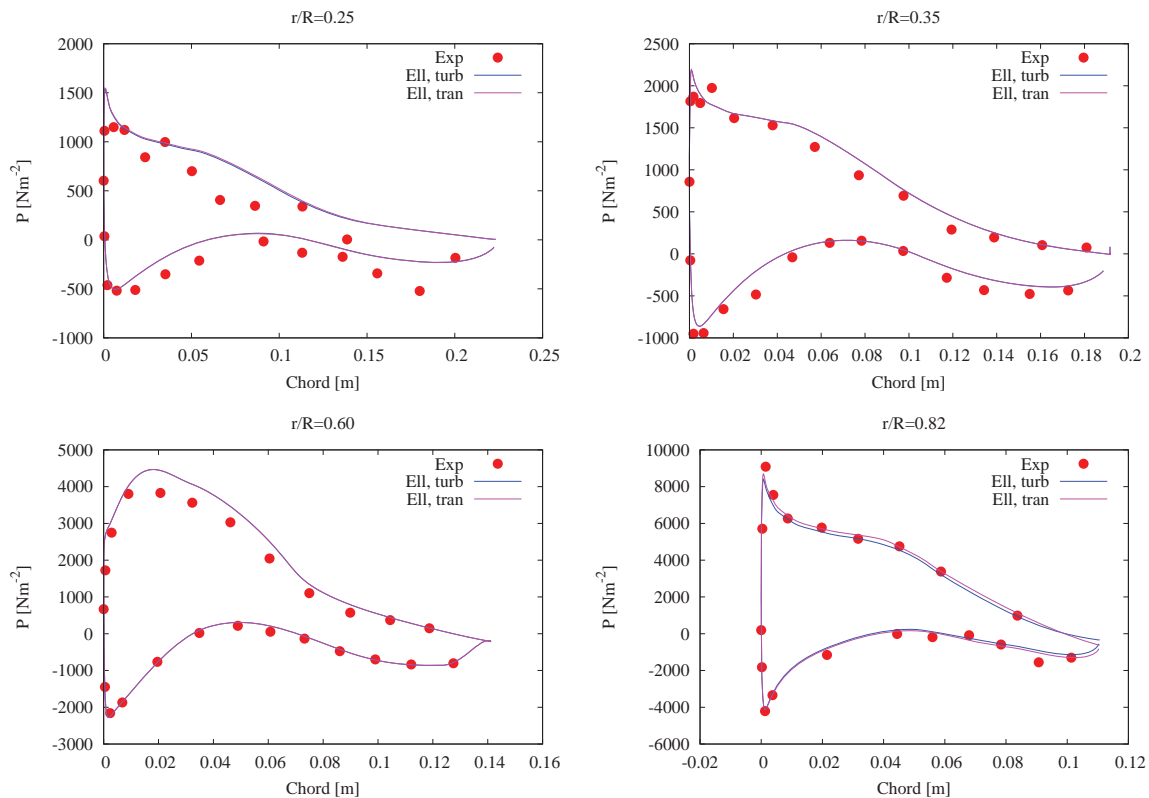 r/R=0.25
2000
1500
1000
500
0
-500
-1000
P [Nm-2]
Exp
Ell, turb
Ell, tran
0 0.05 0.1 0.15 0.2 0.25
Chord [m]
r/R=0.35
2500
2000
1500
1000
500
0
-500
-1000
P [Nm-2]
Exp
Ell, turb
Ell, tran
0 0.02 0.04 0.06 0.08 0.1 0.12 0.14 0.16 0.18 0.2
Chord [m]
r/R=0.60
5000
4000
3000
2000
1000
0
-1000
-2000
-3000
P [Nm-2]
Exp
Ell, turb
Ell, tran
0 0.02 0.04 0.06 0.08 0.1 0.12 0.14 0.16
Chord [m]
r/R=0.82
10000
8000
6000
4000
2000
0
-2000
-4000
-6000
P [Nm-2]
Exp
Ell, turb
Ell, tran
-0.02 0 0.02 0.04 0.06 0.08 0.1 0.12
Chord [m]